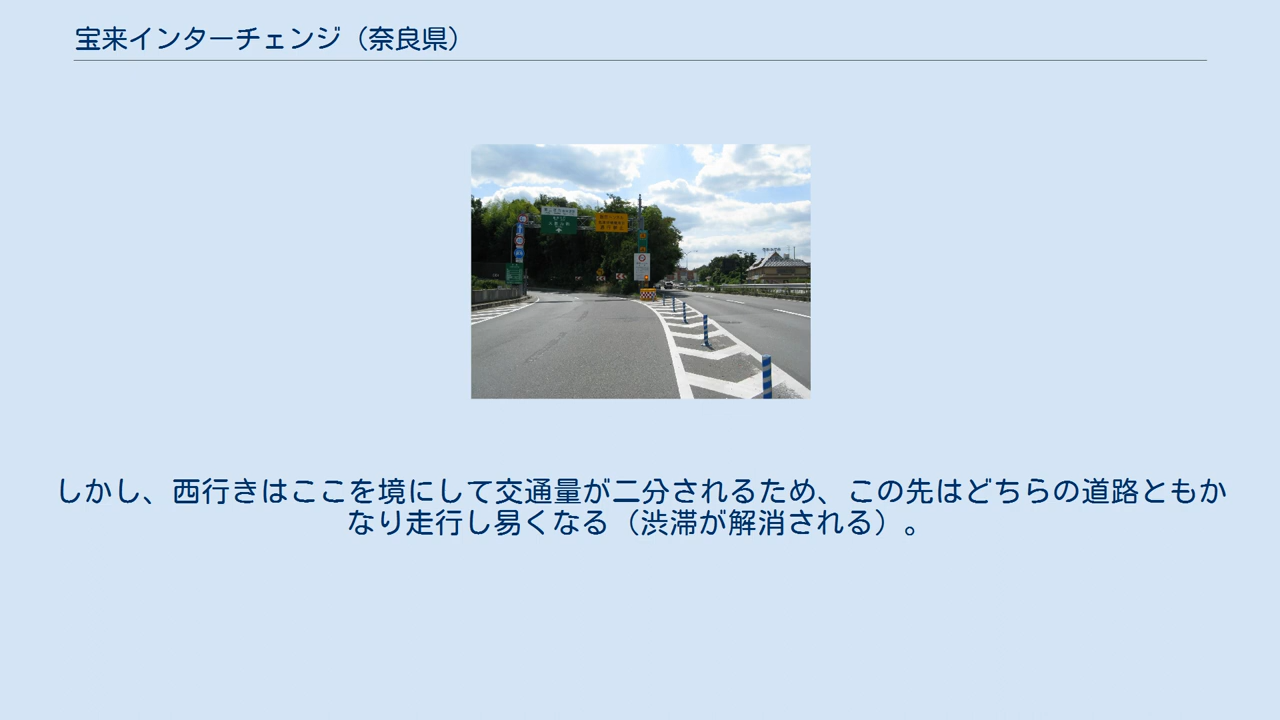 宝来インターチェンジ（奈良県）
しかし、西行きはここを境にして交通量が二分されるため、この先はどちらの道路ともか
なり走行し易くなる（渋滞が解消される）。